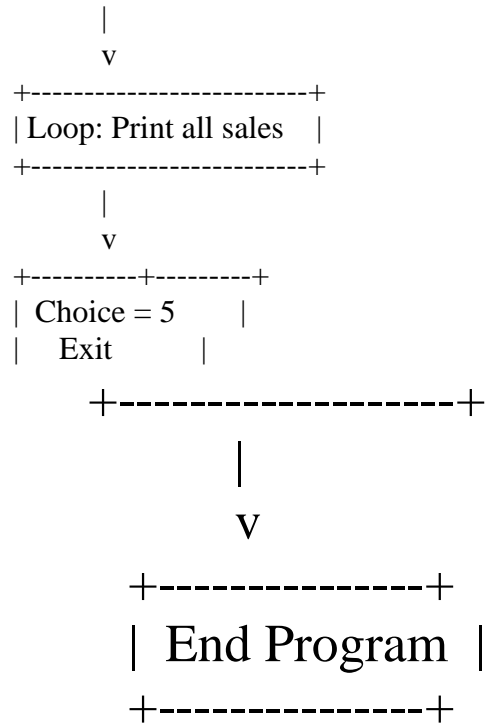 |
v
+--------------------------+
| Loop: Print all sales |
+--------------------------+
|
v
+----------+---------+
| Choice = 5 |
| Exit |
+------------------+
|
v
+--------------+
| End Program |
+--------------+